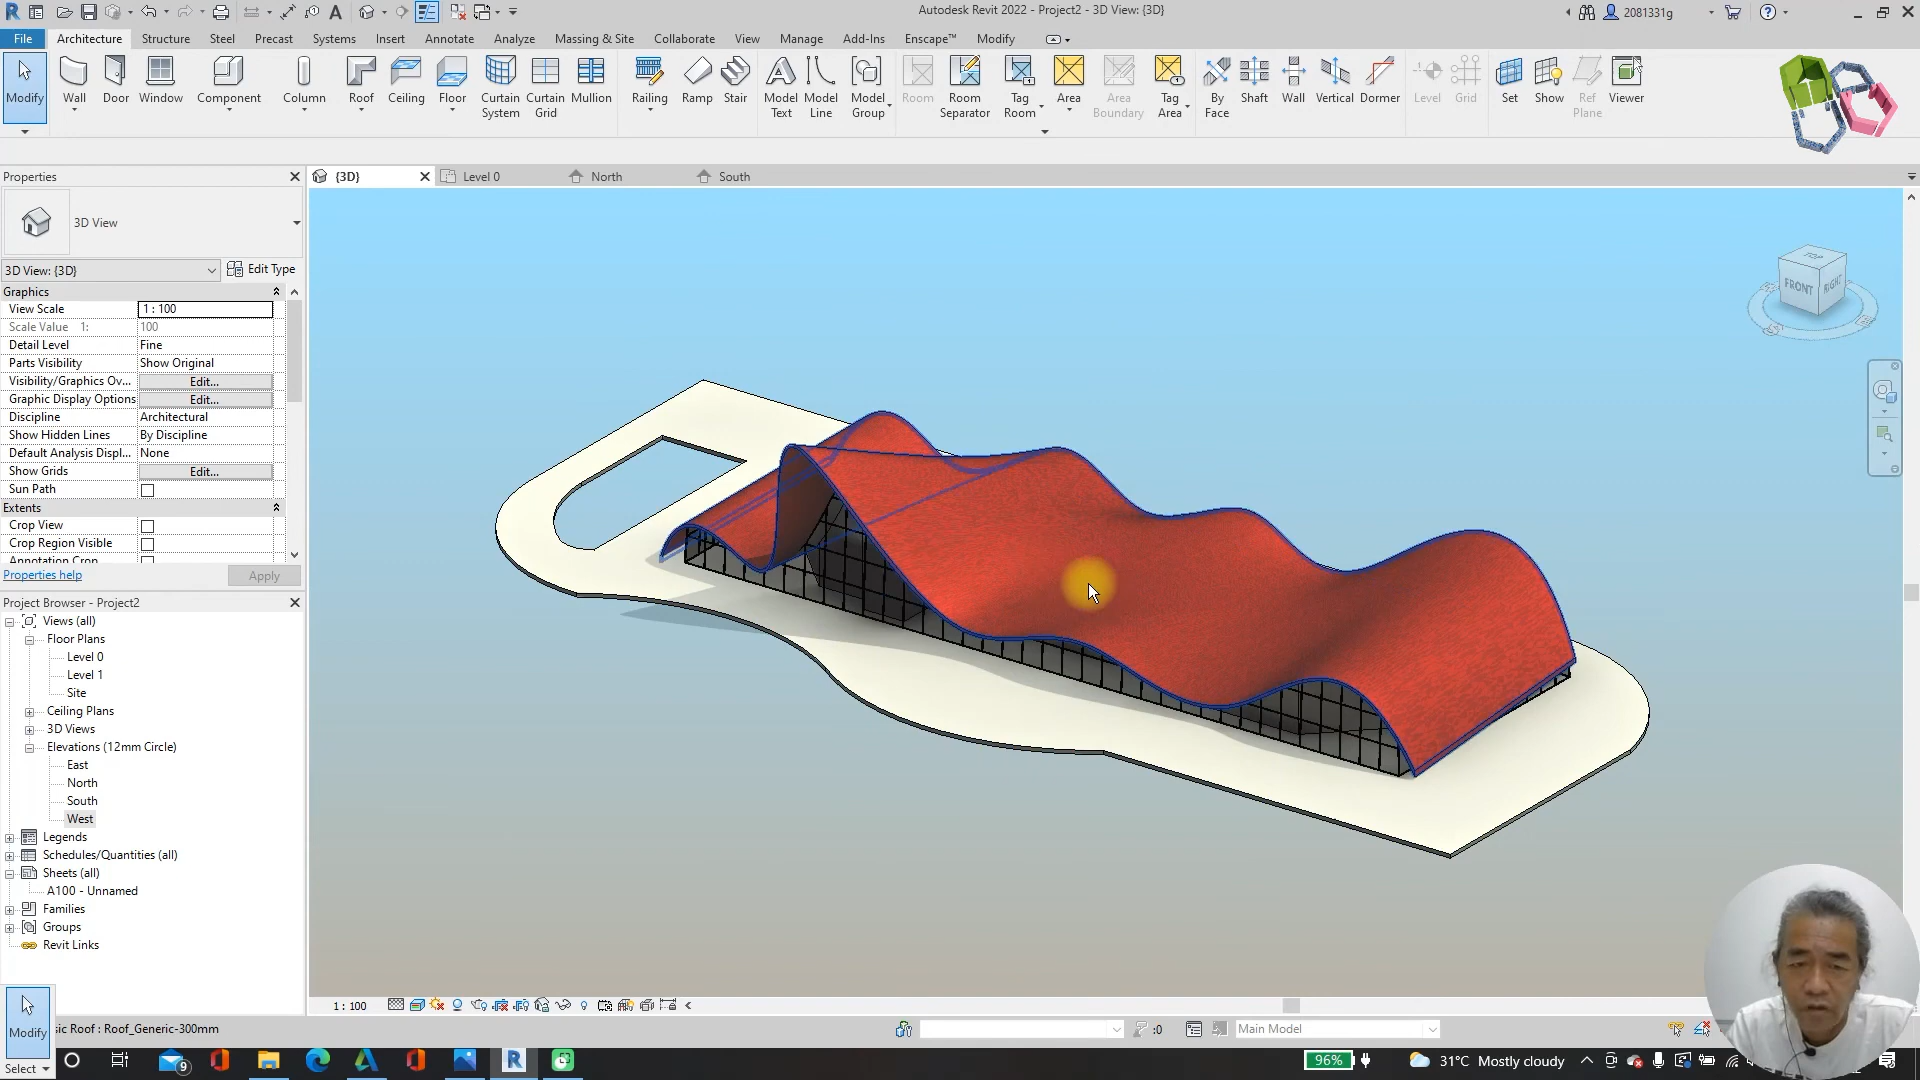 Autodesk Revit 2022 - Project2 - 3D View: {3D}
2081331g
File Architecture Structure Steel Precast Systems Insert Annotate Analyze Massing & Site Collaborate View Manage Add-Ins Enscape™ Modify
Modify Wall Door Window Component Column Roof Ceiling Floor Curtain System Curtain Grid Mullion Railing Ramp Stair Model Text Model Line Model Group Room Room Separator Tag Room Area Area Boundary Tag Area By Face Shaft Wall Vertical Dormer Level Grid Set Show Ref Plane Viewer
Properties
{3D} Level 0 North South
3D View
3D View: {3D} Edit Type
Graphics
View Scale 1 : 100
Scale Value 1: 100
Detail Level Fine
Parts Visibility Show Original
Visibility/Graphics Ov... Edit...
Graphic Display Options Edit...
Discipline Architectural
Show Hidden Lines By Discipline
Default Analysis Displ... None
Show Grids Edit...
Sun Path
Extents
Crop View
Crop Region Visible
Annotation Crop
Properties help Apply
TOP
FRONT
RIGHT
Project Browser - Project2
Views (all)
Floor Plans
Level 0
Level 1
Site
Ceiling Plans
3D Views
Elevations (12mm Circle)
East
North
South
West
Legends
Schedules/Quantities (all)
Sheets (all)
A100 - Unnamed
Families
Groups
Revit Links
1 : 100
Modify
sic Roof : Roof_Generic-300mm
:0
Main Model
Select
9
96%
31°C Mostly cloudy